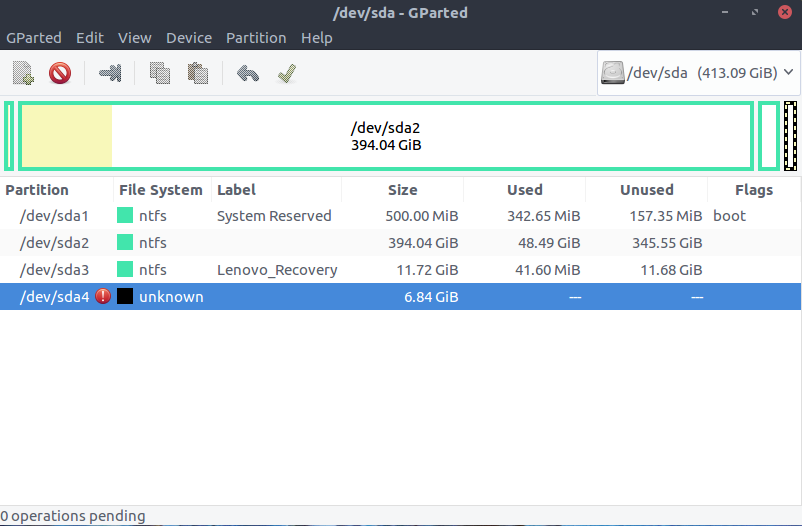 /dev/sda - GParted
GParted Edit View Device Partition Help
/dev/sda (413.09 GiB)
/dev/sda2
394.04 GiB
Partition File System Label Size Used Unused Flags
/dev/sda1 ntfs System Reserved 500.00 MiB 342.65 MiB 157.35 MiB boot
/dev/sda2 ntfs 394.04 GiB 48.49 GiB 345.55 GiB
/dev/sda3 ntfs Lenovo_Recovery 11.72 GiB 41.60 MiB 11.68 GiB
/dev/sda4 unknown 6.84 GiB --- ---
0 operations pending